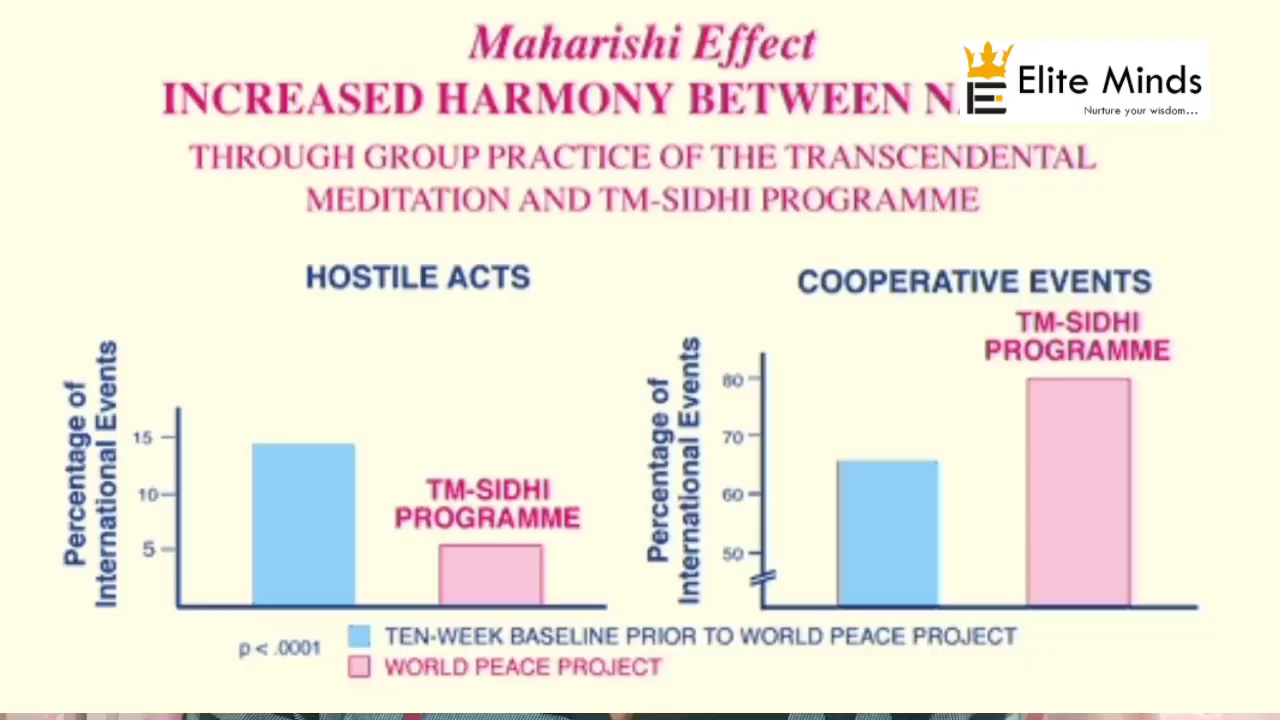 Maharishi Effect
INCREASED HARMONY BETWEEN
Elite Minds
Nurture your wisdom...
THROUGH GROUP PRACTICE OF THE TRANSCENDENTAL
MEDITATION AND TM-SIDHI PROGRAMME
HOSTILE ACTS
Percentage of
International Events
15
10
5
TM-SIDHI
PROGRAMME
COOPERATIVE EVENTS
Percentage of
International Events
80
70
60
50
TM-SIDHI
PROGRAMME
p < .0001
TEN-WEEK BASELINE PRIOR TO WORLD PEACE PROJECT
WORLD PEACE PROJECT